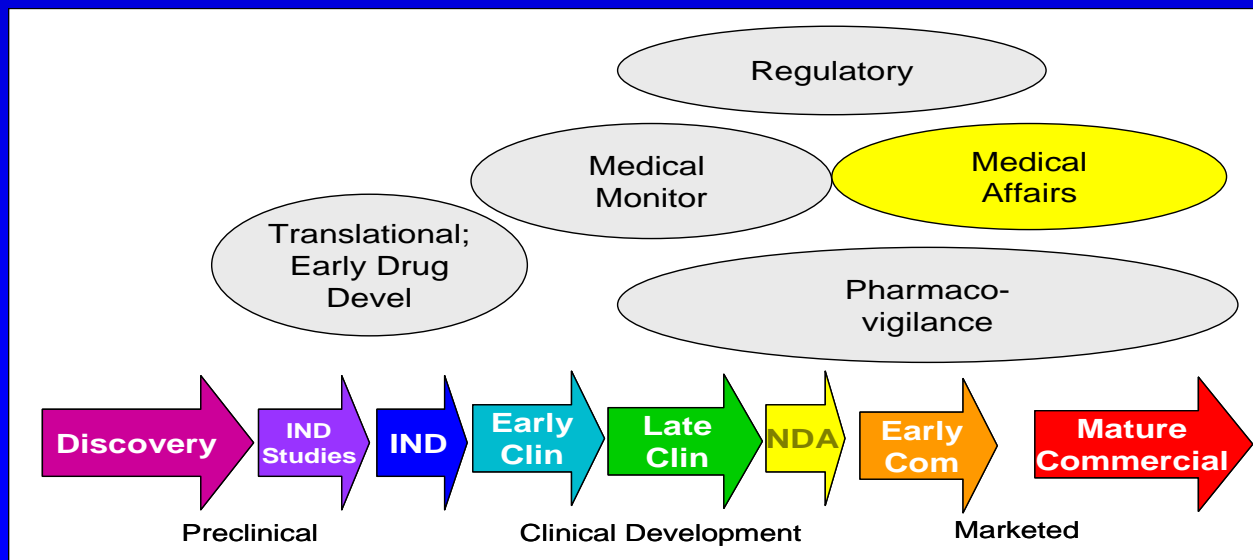 Regulatory
Medical
Monitor
Medical
Affairs
Translational;
Early Drug
Devel
Pharmaco-
vigilance
Discovery
IND
Studies
IND
Early
Clin
Late
Clin
NDA
Early
Com
Mature
Commercial
Preclinical
Clinical Development
Marketed